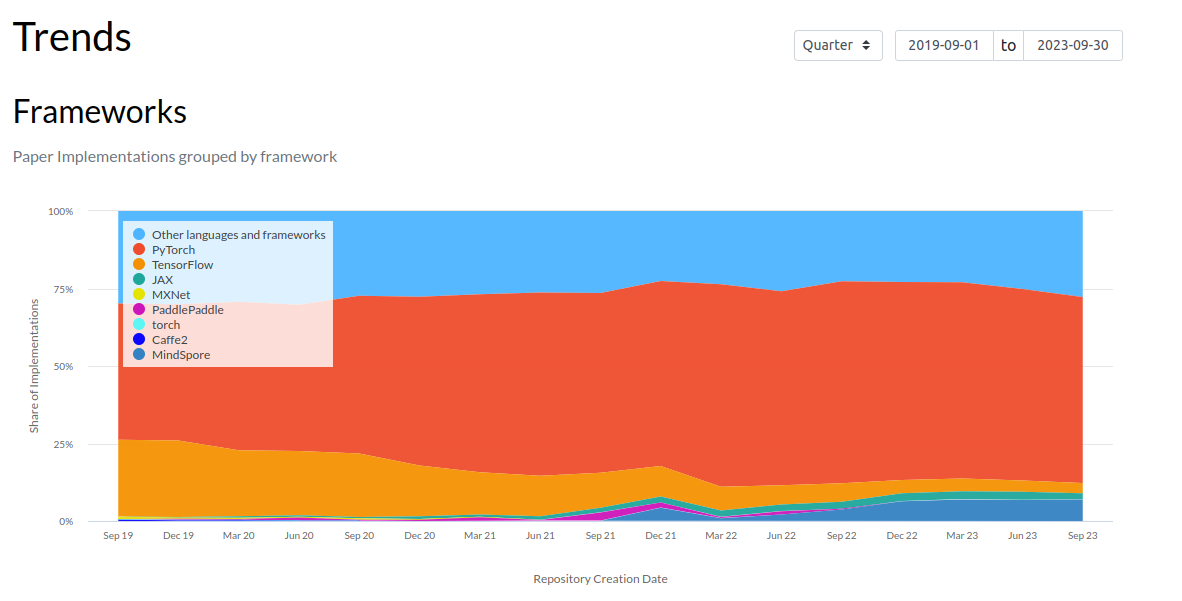 Trends
Quarter 2019-09-01 to 2023-09-30
Frameworks
Paper Implementations grouped by framework
100%
75%
50%
25%
0%
Share of Implementations
Other languages and frameworks
PyTorch
TensorFlow
JAX
MXNet
PaddlePaddle
torch
Caffe2
MindSpore
Sep 19 Dec 19 Mar 20 Jun 20 Sep 20 Dec 20 Mar 21 Jun 21 Sep 21 Dec 21 Mar 22 Jun 22 Sep 22 Dec 22 Mar 23 Jun 23 Sep 23
Repository Creation Date